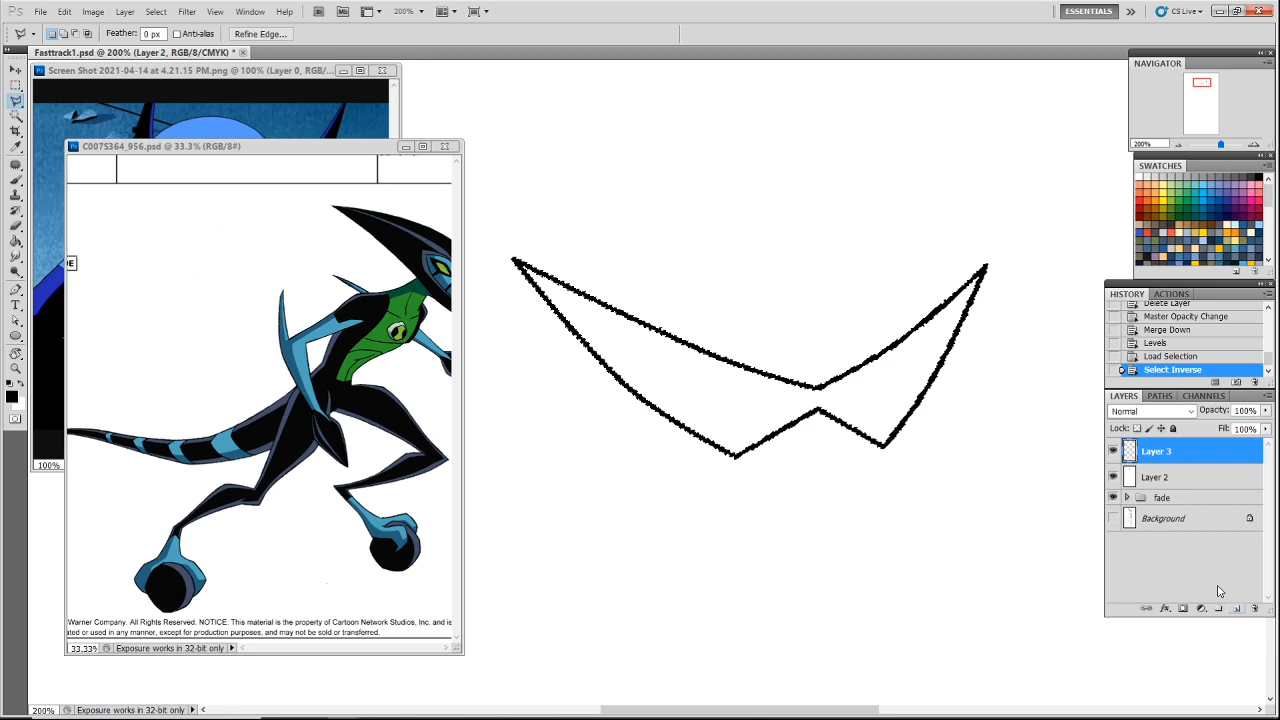 Ps File Edit Image Layer Select Filter Analysis 3D View Window Help Br Mb 200% ESSENTIALS CS Live
Feather: 0 px Anti-alias Refine Edge...
Fasttrack1.psd @ 200% (Layer 2, RGB/8/CMYK) *
Screen Shot 2021-04-14 at 4.21.15 PM.png @ 100% (Layer 0, RGB/...
C007S364_956.psd @ 33.3% (RGB/8#)
Warner Company. All Rights Reserved. NOTICE. This material is the property of Cartoon Network Studios, Inc. and is
ated or used in any manner, except for production purposes, and may not be sold or transferred.
33.33% Exposure works in 32-bit only
100%
200% Exposure works in 32-bit only
NAVIGATOR
200%
SWATCHES
HISTORY ACTIONS
Delete Layer
Master Opacity Change
Merge Down
Levels
Load Selection
Select Inverse
LAYERS PATHS CHANNELS
Normal Opacity: 100%
Lock: Fill: 100%
Layer 3
Layer 2
fade
Background